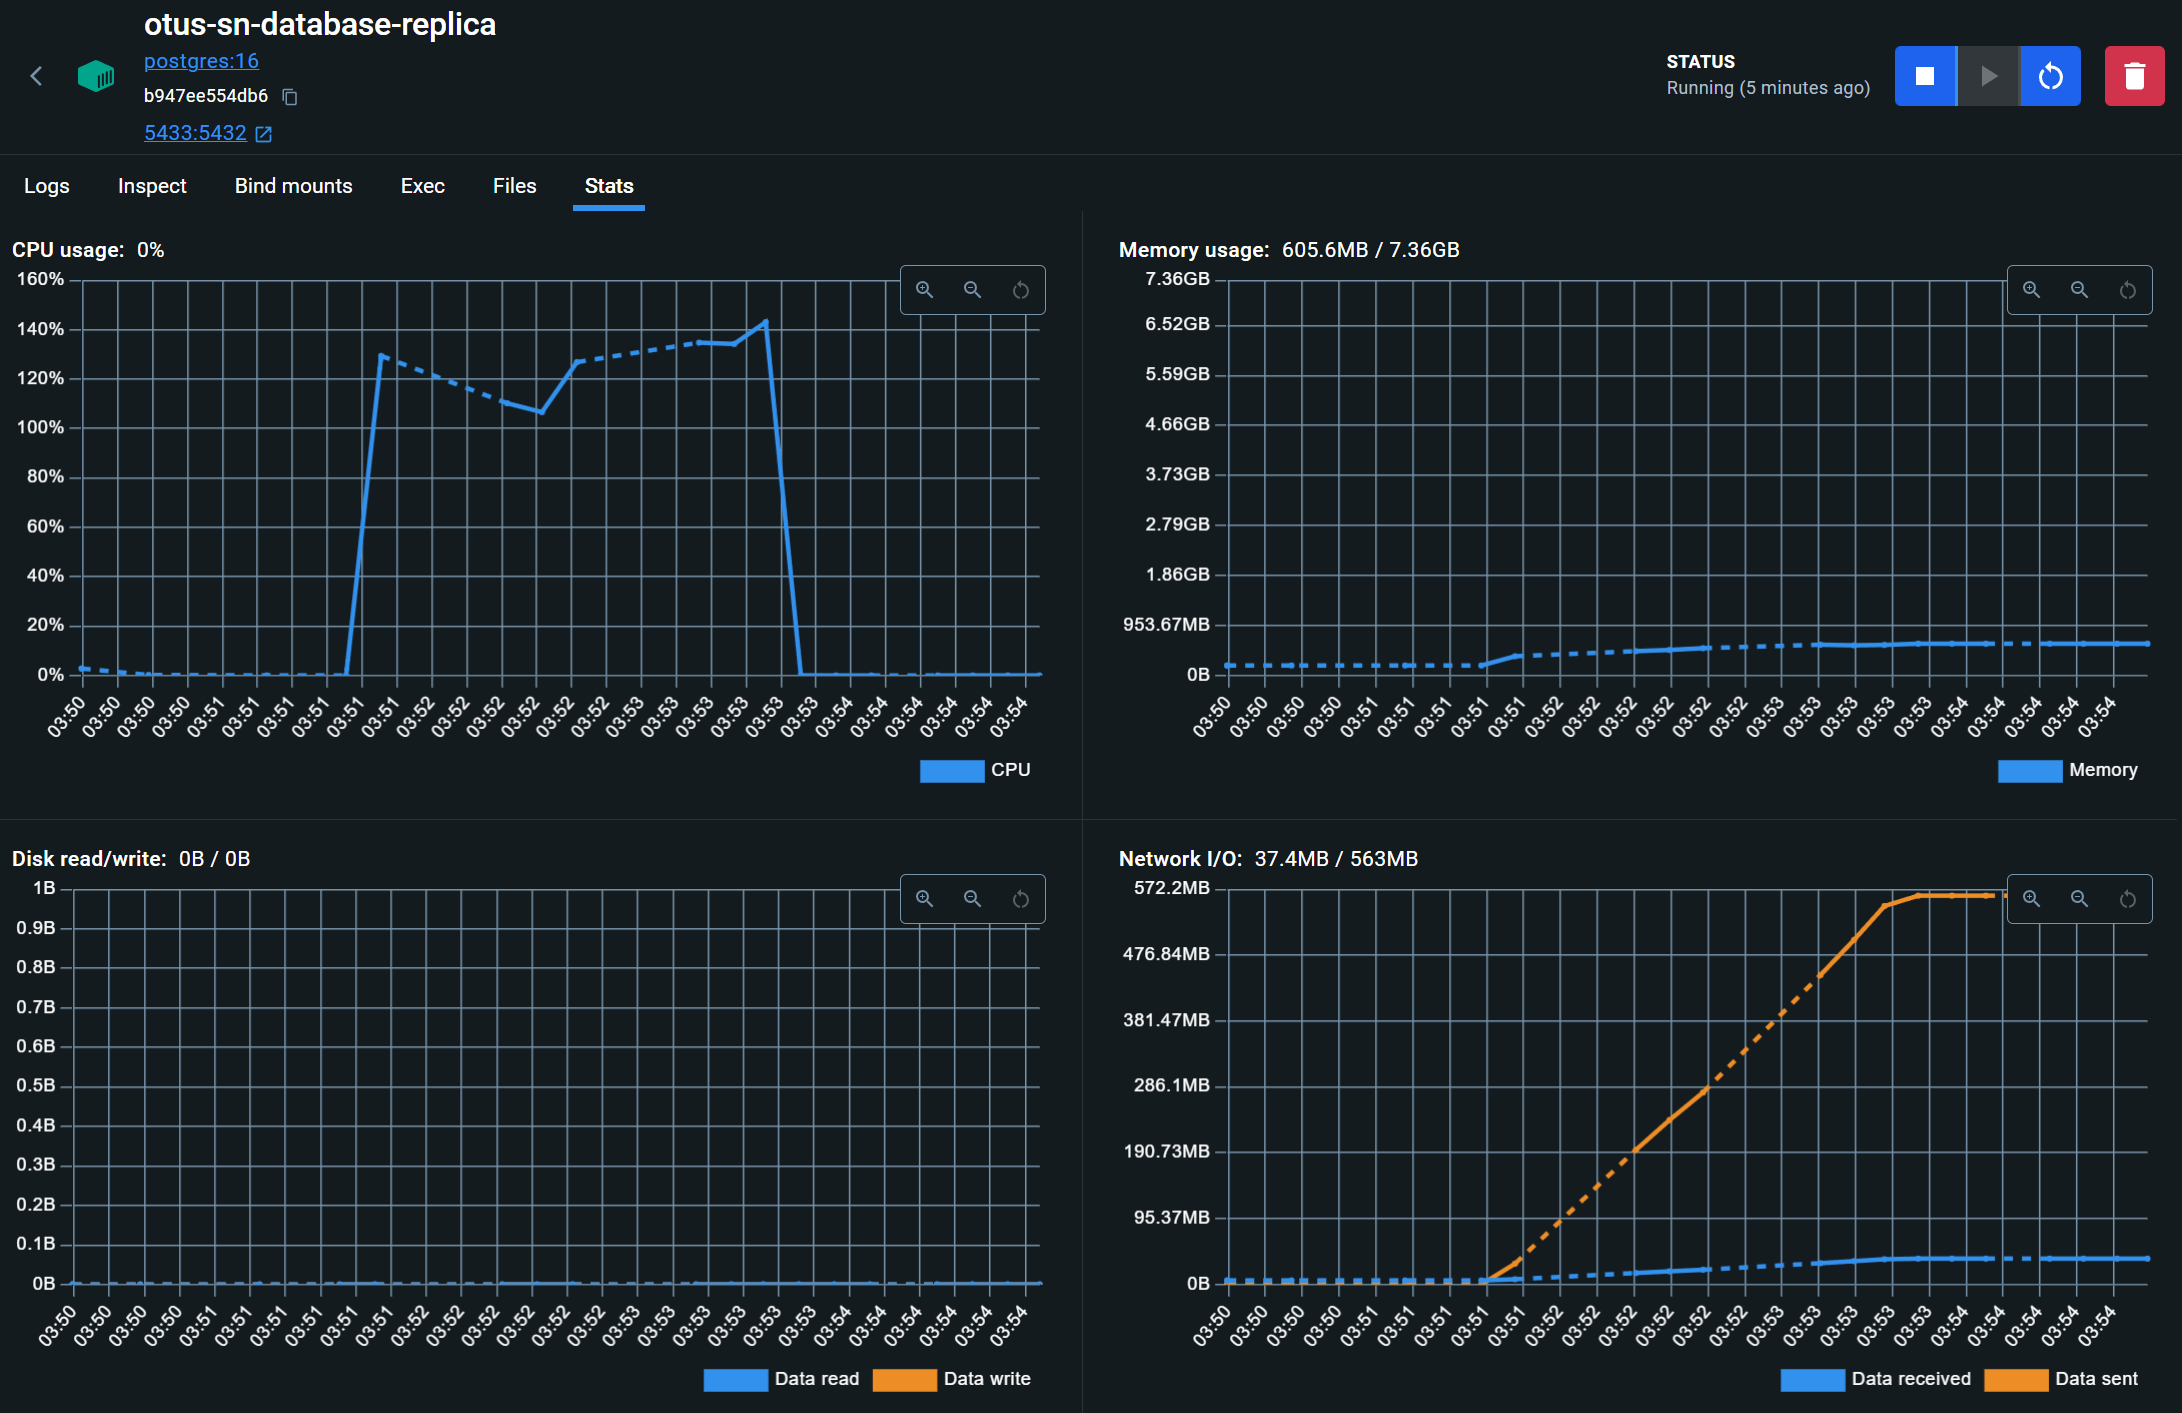 otus-sn-database-replica
postgres:16
b947ee554db6
5433:5432
STATUS
Running (5 minutes ago)
Logs Inspect Bind mounts Exec Files Stats
CPU usage: 0%
160%
140%
120%
100%
80%
60%
40%
20%
0%
03:50 03:50 03:50 03:50 03:51 03:51 03:51 03:51 03:51 03:51 03:52 03:52 03:52 03:52 03:52 03:52 03:53 03:53 03:53 03:53 03:53 03:54 03:54 03:54 03:54 03:54 03:54
CPU
Memory usage: 605.6MB / 7.36GB
7.36GB
6.52GB
5.59GB
4.66GB
3.73GB
2.79GB
1.86GB
953.67MB
0B
03:50 03:50 03:50 03:50 03:51 03:51 03:51 03:51 03:51 03:52 03:52 03:52 03:52 03:52 03:52 03:53 03:53 03:53 03:53 03:53 03:54 03:54 03:54 03:54 03:54
Memory
Disk read/write: 0B / 0B
1B
0.9B
0.8B
0.7B
0.6B
0.5B
0.4B
0.3B
0.2B
0.1B
0B
03:50 03:50 03:50 03:50 03:51 03:51 03:51 03:51 03:51 03:51 03:52 03:52 03:52 03:52 03:52 03:52 03:53 03:53 03:53 03:53 03:53 03:53 03:54 03:54 03:54 03:54 03:54 03:54
Data read Data write
Network I/O: 37.4MB / 563MB
572.2MB
476.84MB
381.47MB
286.1MB
190.73MB
95.37MB
0B
03:50 03:50 03:50 03:50 03:51 03:51 03:51 03:51 03:51 03:52 03:52 03:52 03:52 03:52 03:52 03:53 03:53 03:53 03:53 03:53 03:54 03:54 03:54 03:54 03:54
Data received Data sent